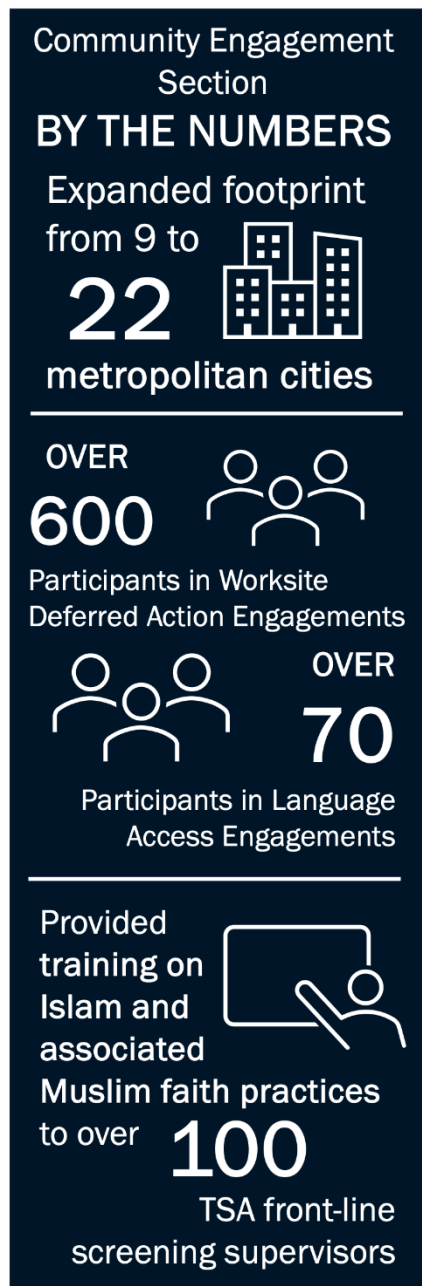 Community Engagement
Section
BY THE NUMBERS
Expanded footprint
from 9 to
22
metropolitan cities
OVER
600
Participants in Worksite
Deferred Action Engagements
OVER
70
Participants in Language
Access Engagements
Provided
training on
Islam and
associated
Muslim faith practices
to over 100
TSA front-line
screening supervisors